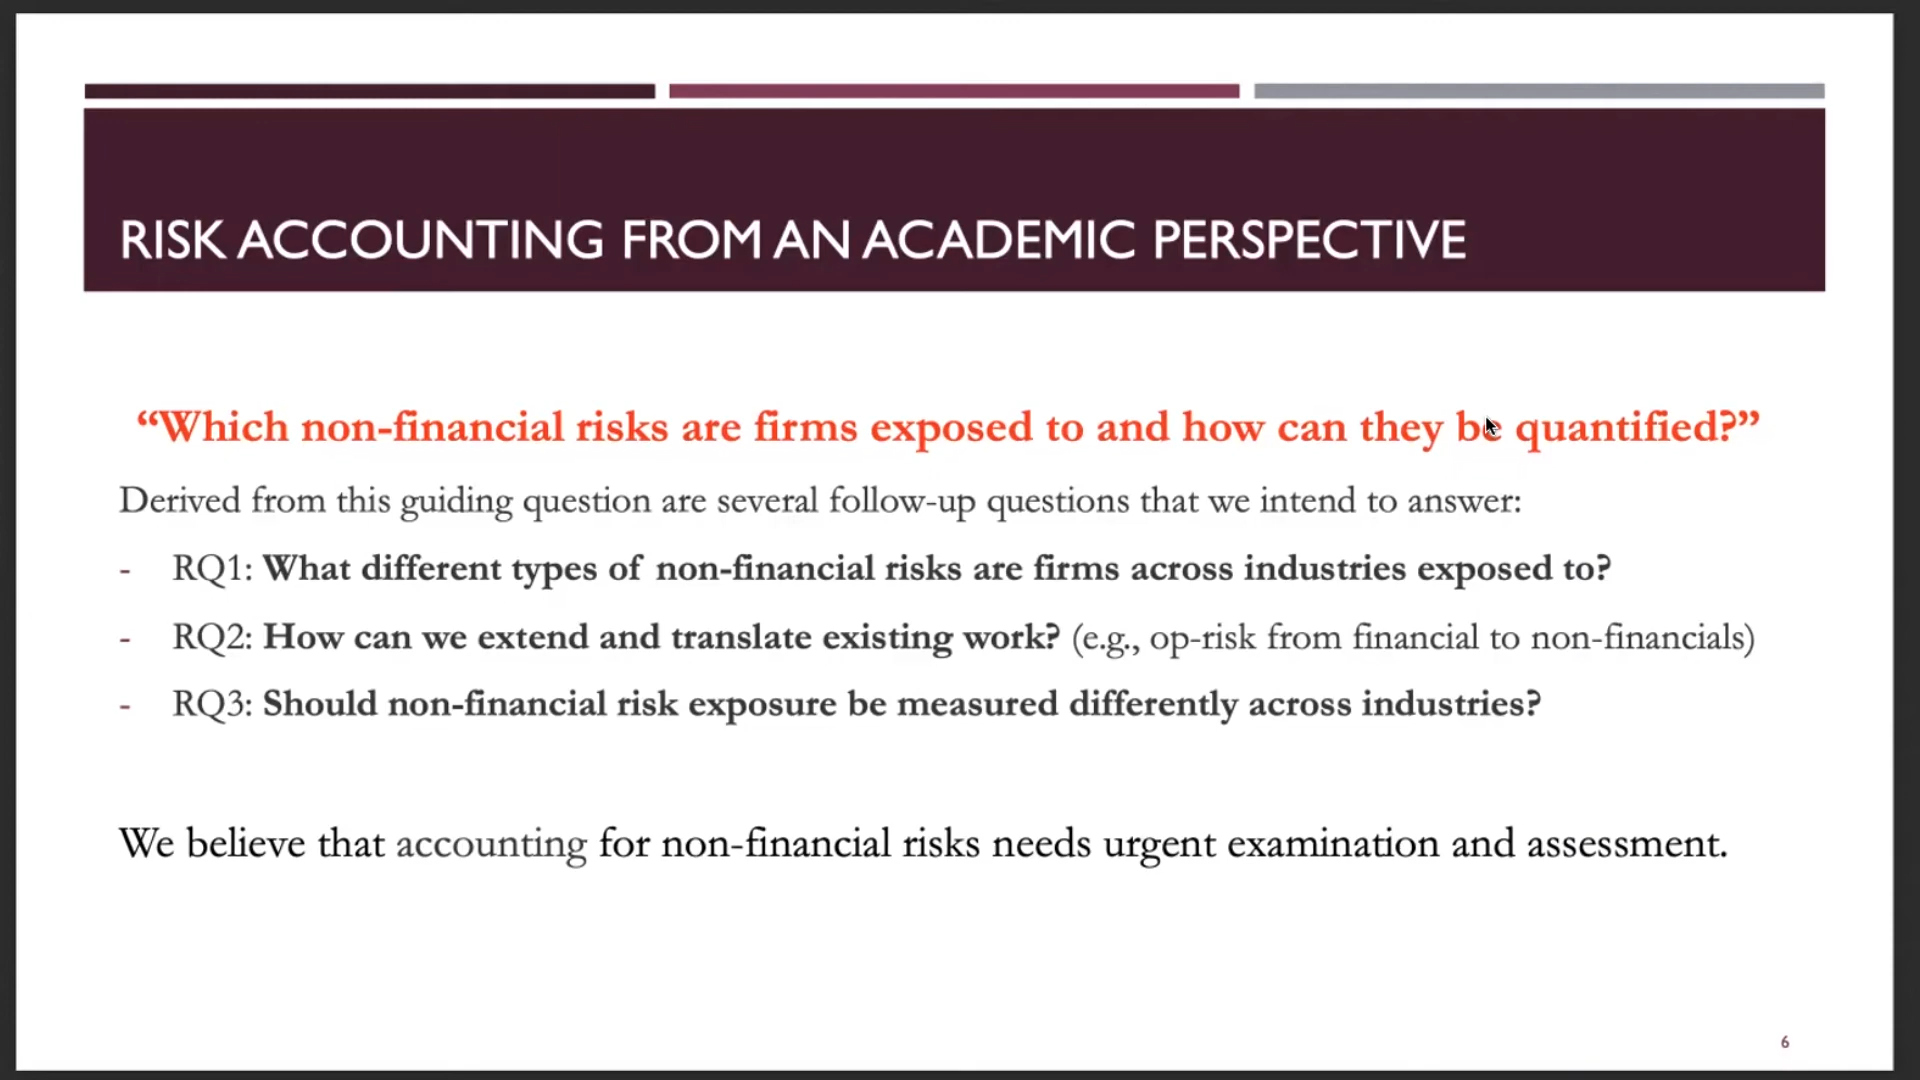 RISK ACCOUNTING FROM AN ACADEMIC PERSPECTIVE
“Which non-financial risks are firms exposed to and how can they be quantified?”
Derived from this guiding question are several follow-up questions that we intend to answer:
- RQ1: What different types of non-financial risks are firms across industries exposed to?
- RQ2: How can we extend and translate existing work? (e.g., op-risk from financial to non-financials)
- RQ3: Should non-financial risk exposure be measured differently across industries?
We believe that accounting for non-financial risks needs urgent examination and assessment.
6